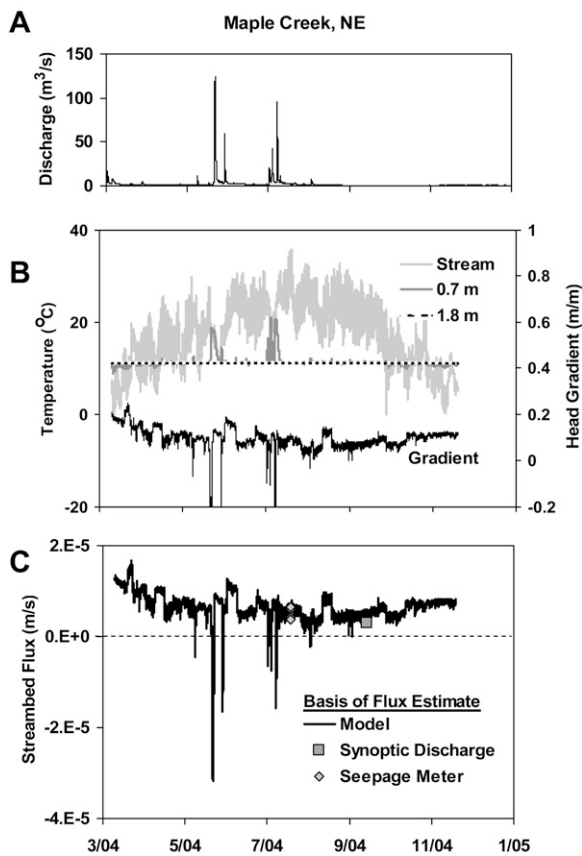 A
Maple Creek, NE
Discharge (m³/s)
150
100
50
0
B
Temperature (°C)
40
20
0
-20
Stream
0.7 m
1.8 m
Gradient
Head Gradient (m/m)
1
0.8
0.6
0.4
0.2
0
-0.2
C
Streambed Flux (m/s)
2.E-5
0.E+0
-2.E-5
-4.E-5
Basis of Flux Estimate
Model
Synoptic Discharge
Seepage Meter
3/04 5/04 7/04 9/04 11/04 1/05